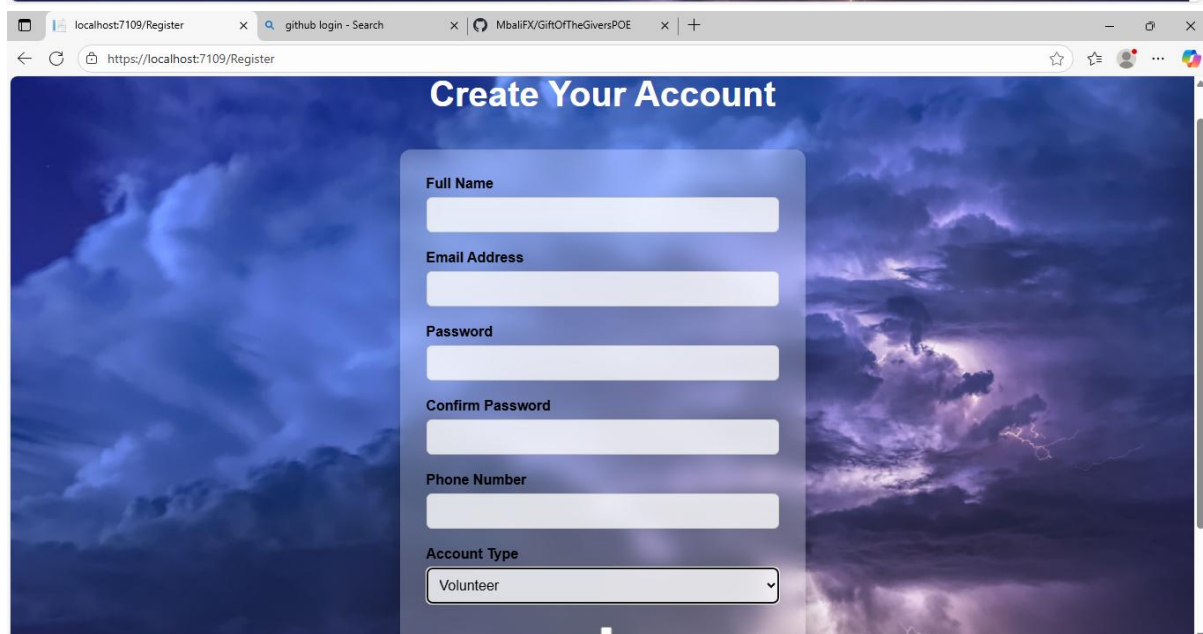 localhost:7109/Register
github login - Search
MbaliFX/GiftOfTheGiversPOE
https://localhost:7109/Register
Create Your Account
Full Name
Email Address
Password
Confirm Password
Phone Number
Account Type
Volunteer